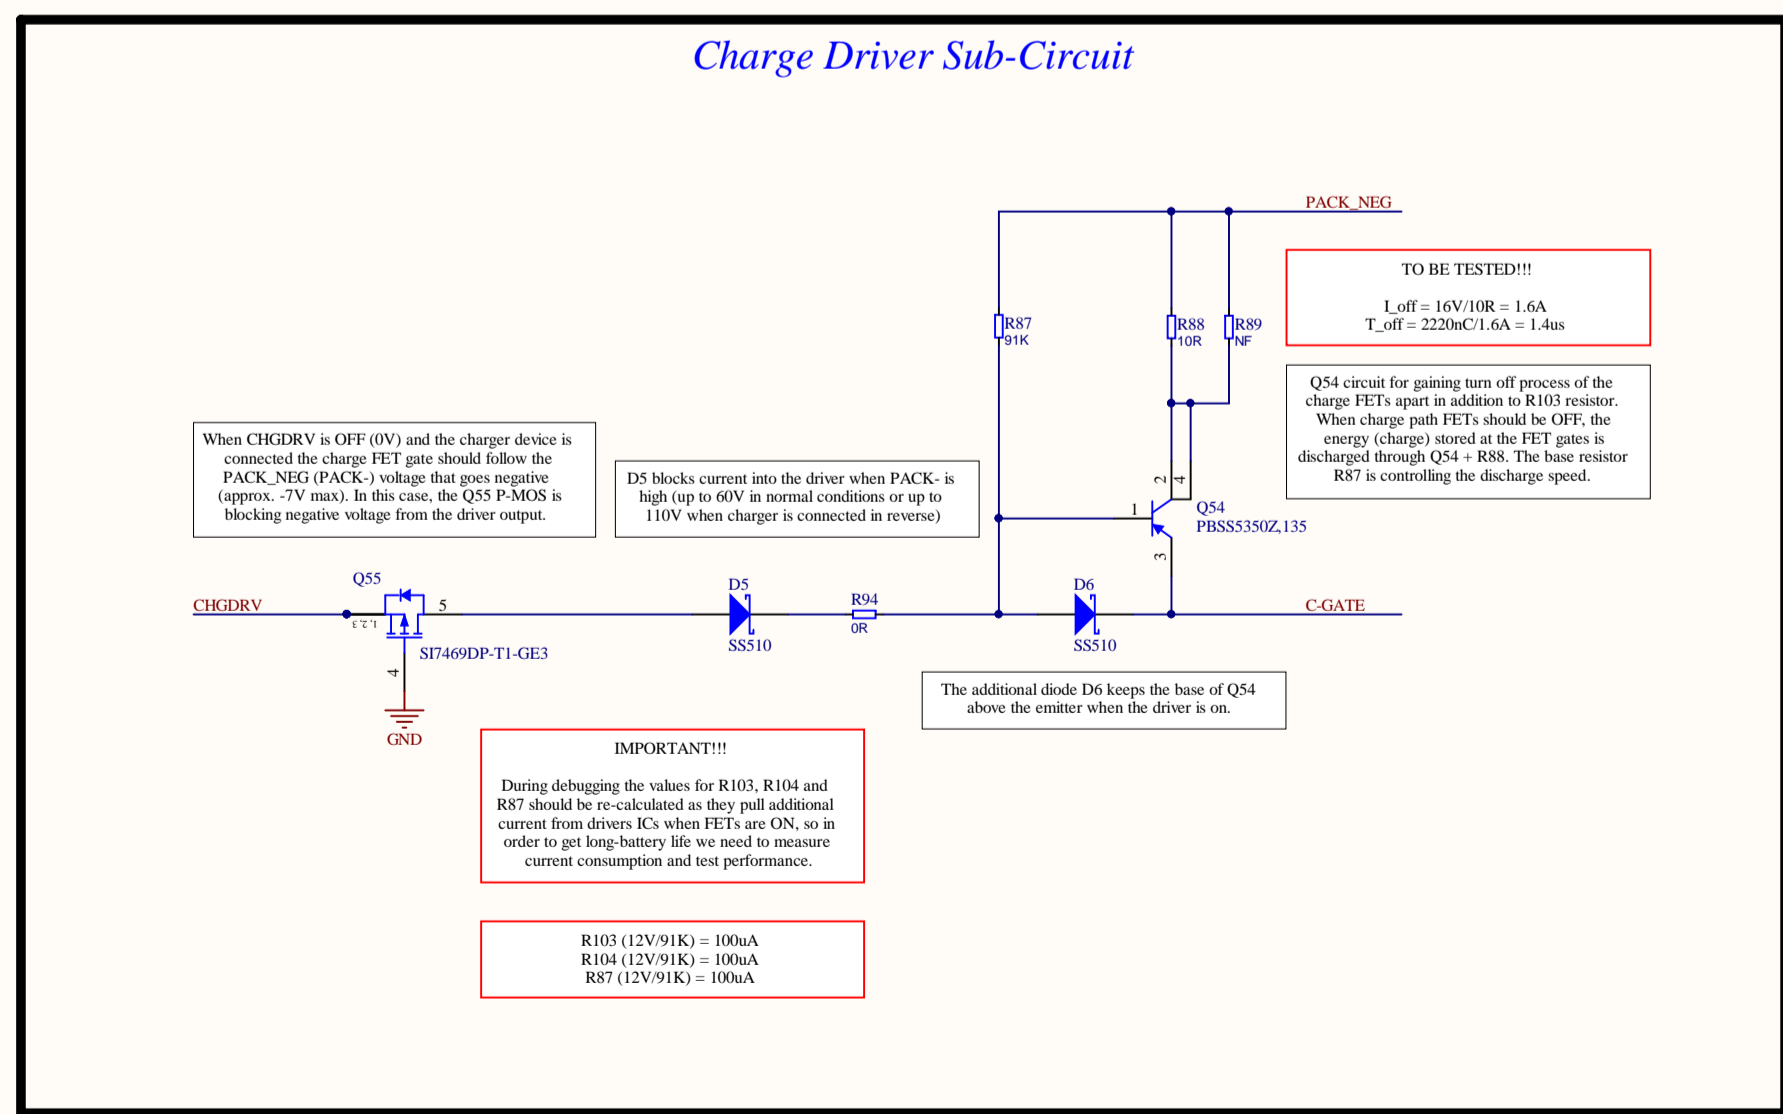 Charge Driver Sub-Circuit
PACK_NEG
TO BE TESTED!!!
I_off = 16V/10R = 1.6A
T_off = 2220nC/1.6A = 1.4us
R87
91K
R88
10R
R89
NF
Q54 circuit for gaining turn off process of the
charge FETs apart in addition to R103 resistor.
When charge path FETs should be OFF, the
energy (charge) stored at the FET gates is
discharged through Q54 + R88. The base resistor
R87 is controlling the discharge speed.
When CHGDRV is OFF (0V) and the charger device is
connected the charge FET gate should follow the
PACK_NEG (PACK-) voltage that goes negative
(approx. -7V max). In this case, the Q55 P-MOS is
blocking negative voltage from the driver output.
D5 blocks current into the driver when PACK- is
high (up to 60V in normal conditions or up to
110V when charger is connected in reverse)
2
4
1
Q54
PBSS5350Z,135
3
Q55
CHGDRV
1, 2, 3
5
SI7469DP-T1-GE3
4
GND
D5
SS510
R94
0R
D6
SS510
C-GATE
The additional diode D6 keeps the base of Q54
above the emitter when the driver is on.
IMPORTANT!!!
During debugging the values for R103, R104 and
R87 should be re-calculated as they pull additional
current from drivers ICs when FETs are ON, so in
order to get long-battery life we need to measure
current consumption and test performance.
R103 (12V/91K) = 100uA
R104 (12V/91K) = 100uA
R87 (12V/91K) = 100uA